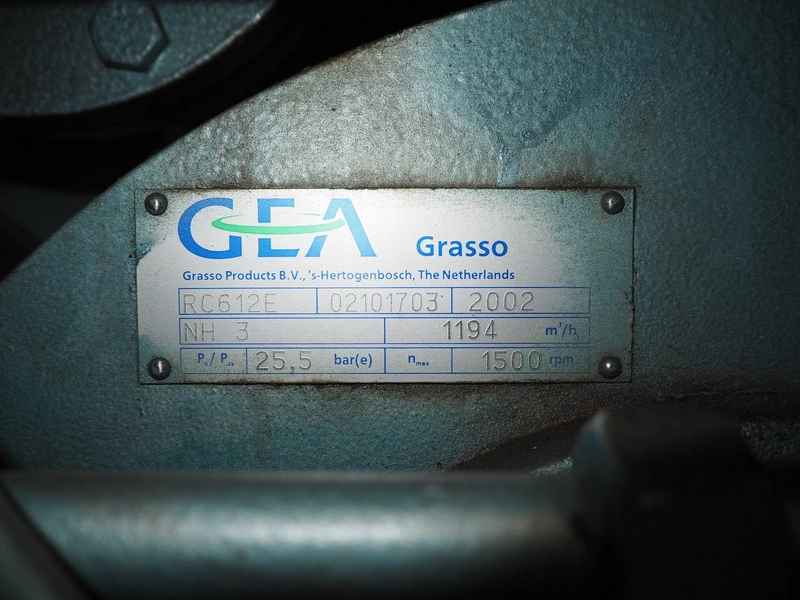 GEA Grasso
Grasso Products B.V., 's-Hertogenbosch, The Netherlands
RC612E 02101703 2002
NH 3 1194 m³/h
25,5 bar(e) nmax 1500 rpm